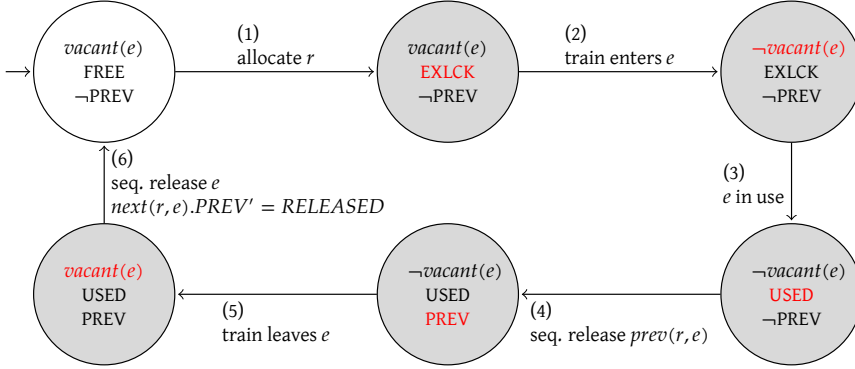 vacant(e)
FREE
¬PREV
(1)
allocate r
vacant(e)
EXLCK
¬PREV
(2)
train enters e
¬vacant(e)
EXLCK
¬PREV
(3)
e in use
¬vacant(e)
USED
¬PREV
(4)
seq. release prev(r, e)
¬vacant(e)
USED
PREV
(5)
train leaves e
vacant(e)
USED
PREV
(6)
seq. release e
next(r, e).PREV′ = RELEASED